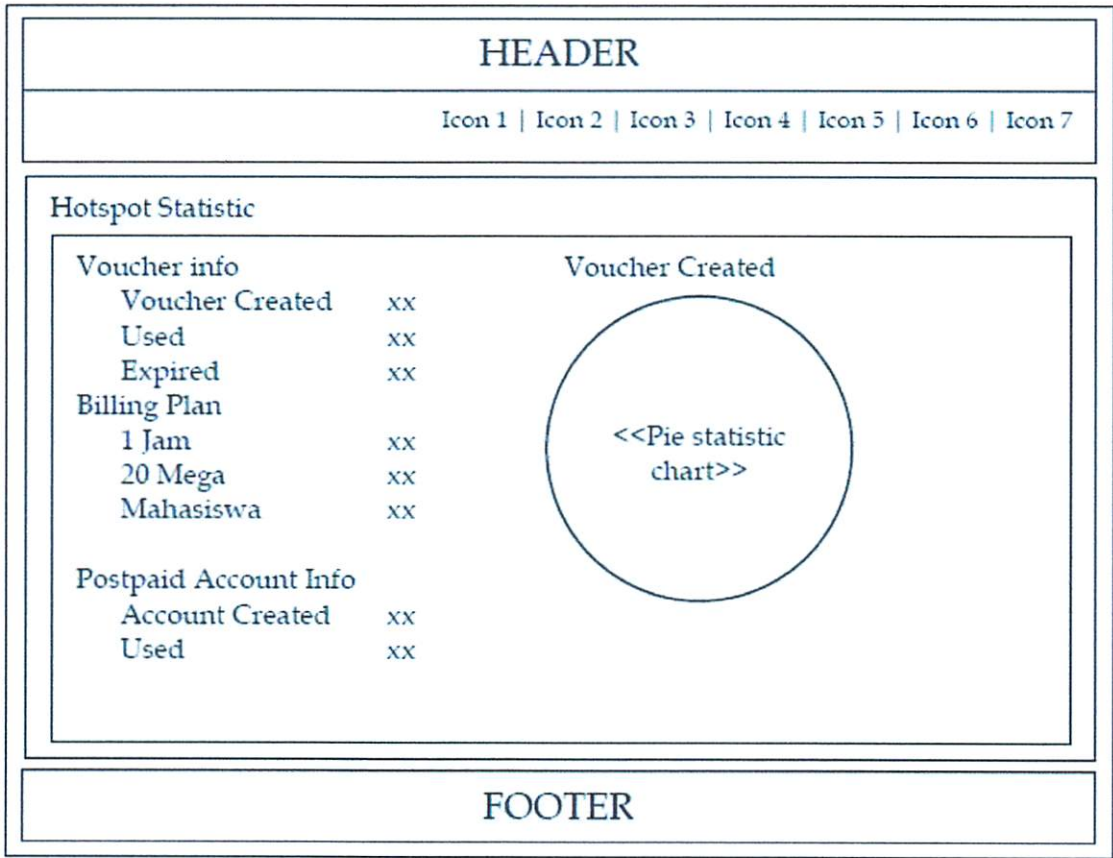 HEADER
Icon 1 | Icon 2 | Icon 3 | Icon 4 | Icon 5 | Icon 6 | Icon 7
Hotspot Statistic
Voucher info
Voucher Created xx
Used xx
Expired xx
Billing Plan
1 Jam xx
20 Mega xx
Mahasiswa xx
Postpaid Account Info
Account Created xx
Used xx
Voucher Created
<<Pie statistic
chart>>
FOOTER